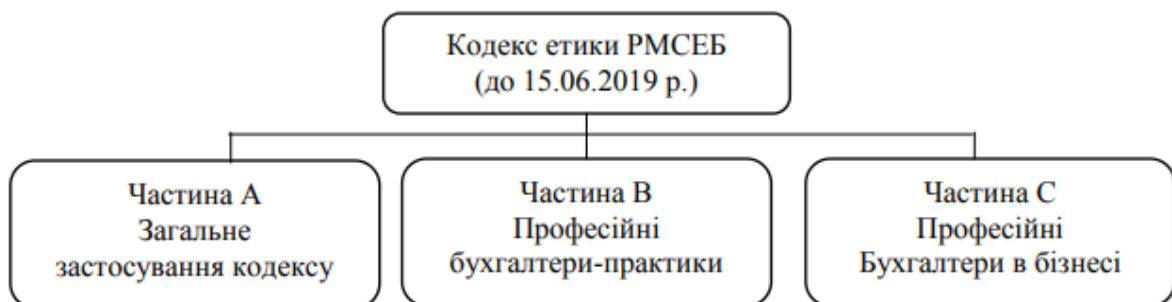 Кодекс етики РМСЕБ
(до 15.06.2019 р.)
Частина А
Загальне
застосування кодексу
Частина В
Професійні
бухгалтери-практики
Частина С
Професійні
Бухгалтери в бізнесі